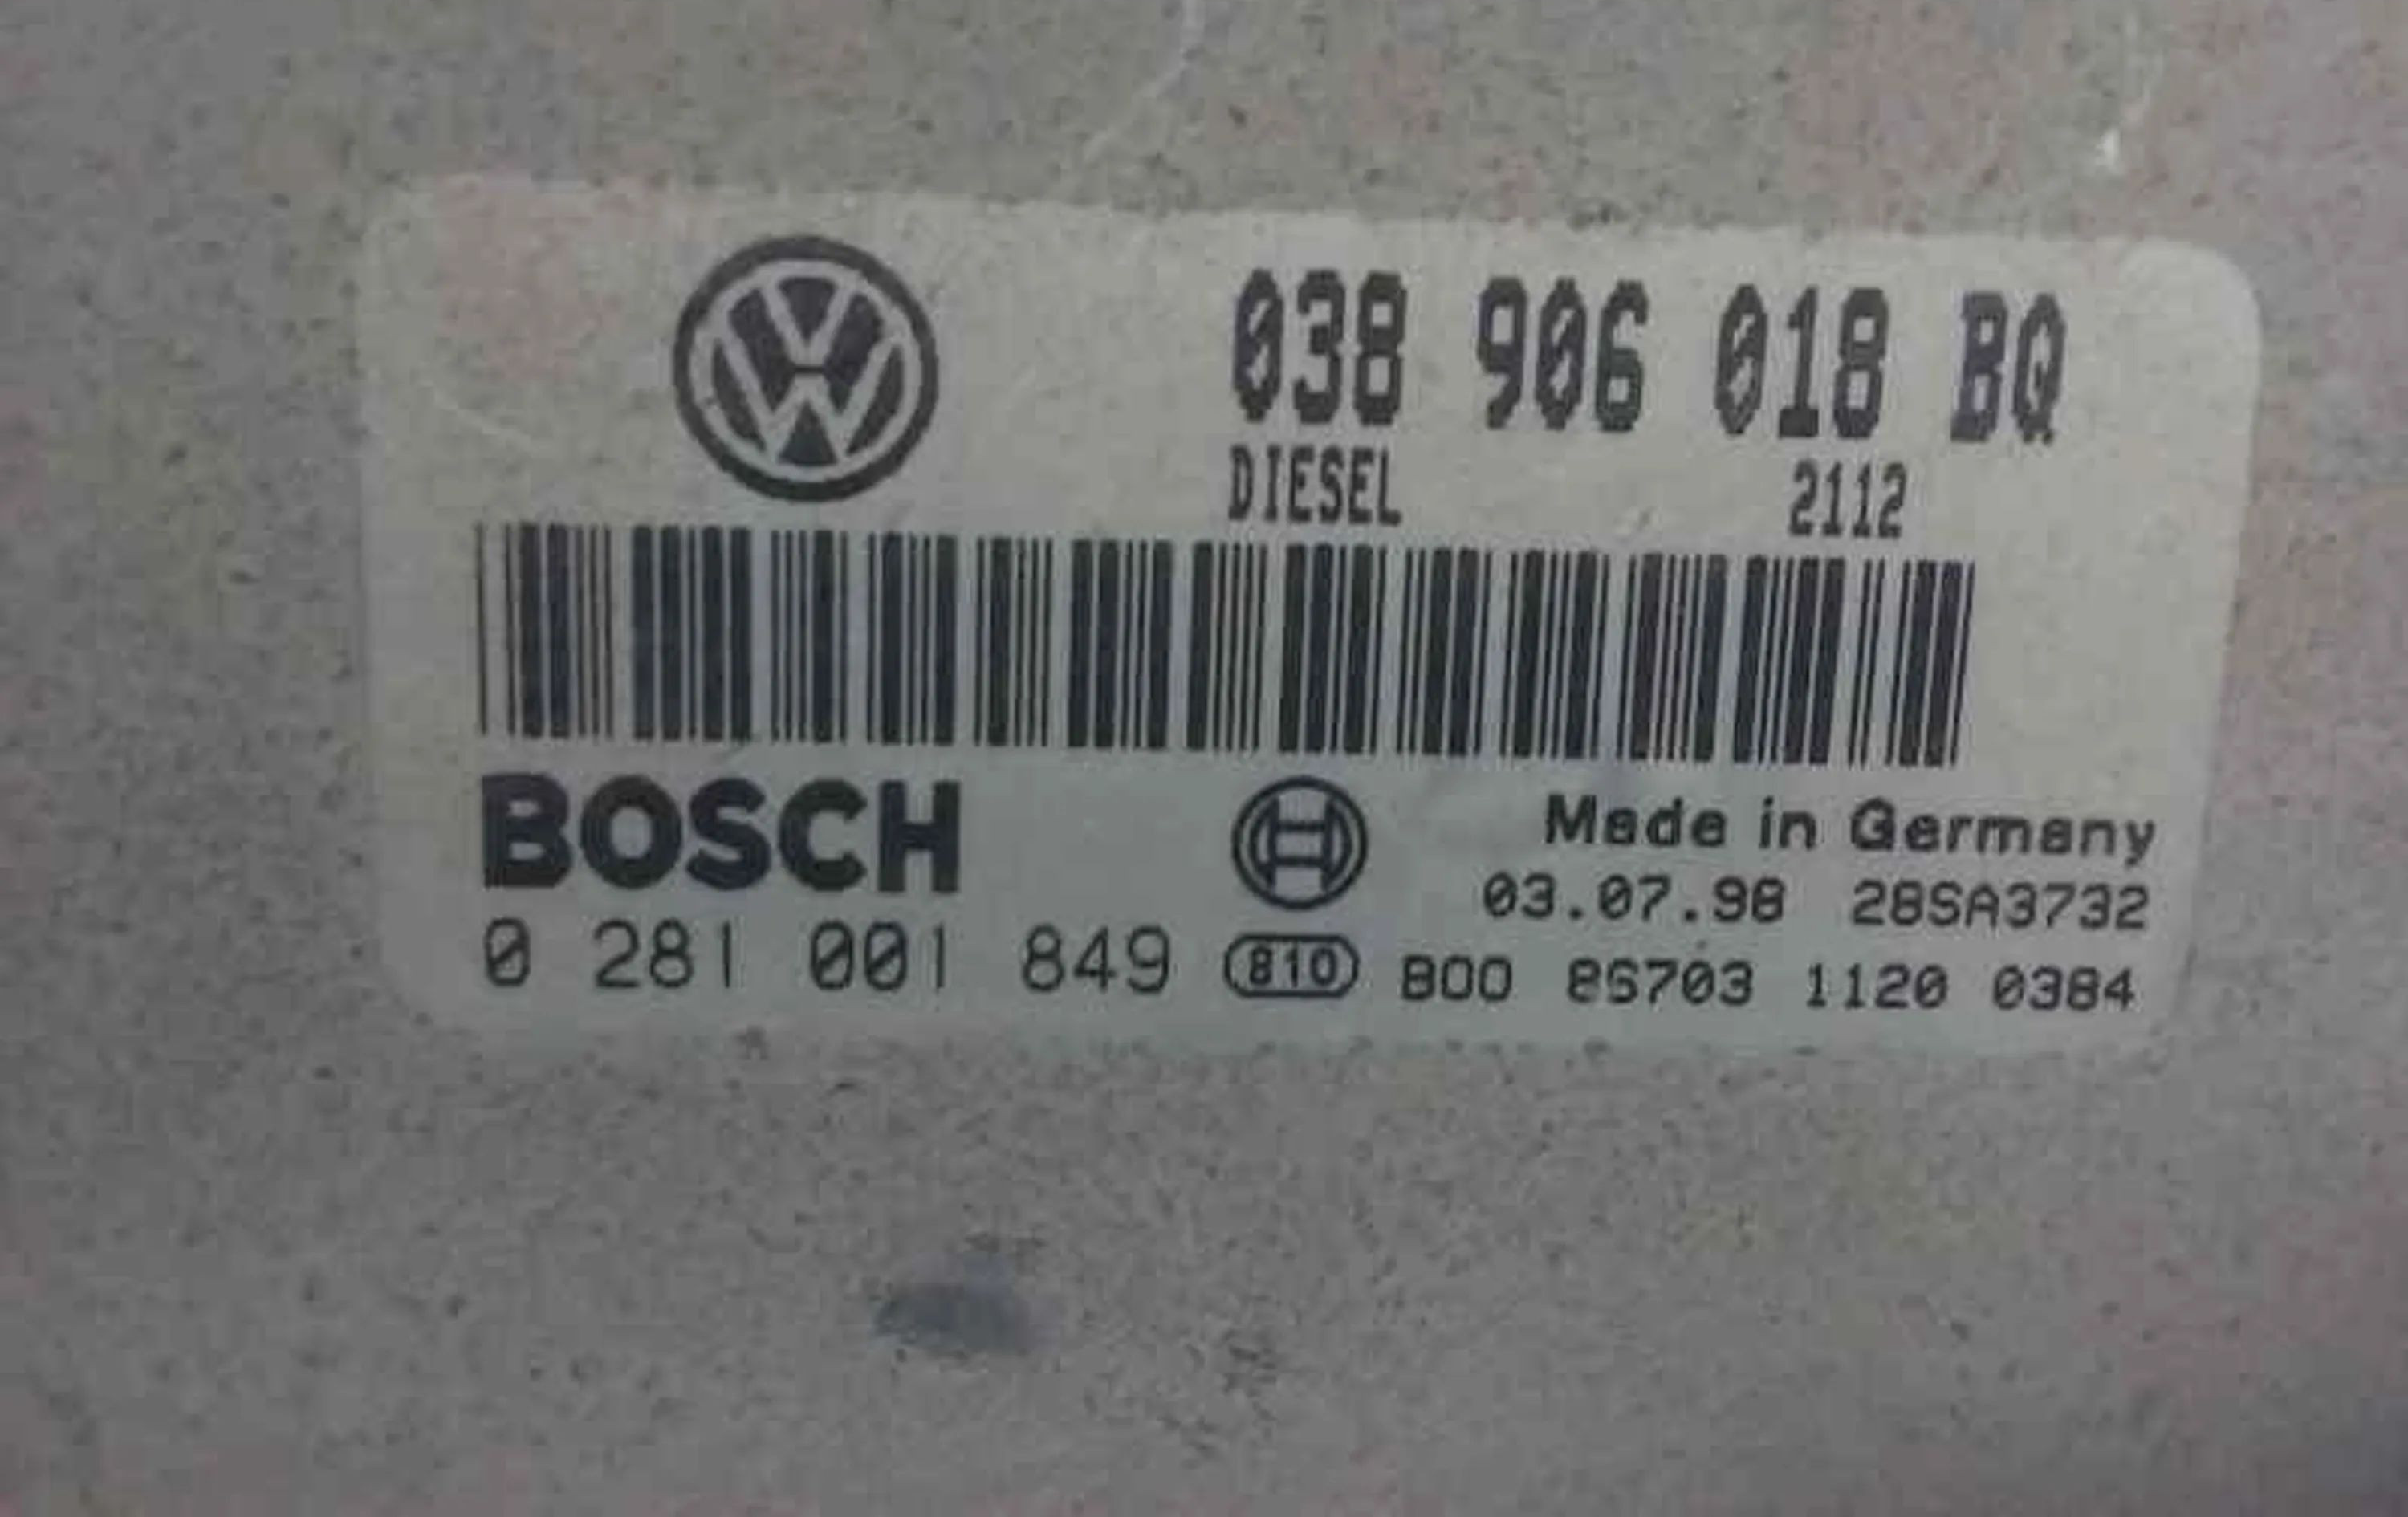 038 906 018 BQ
DIESEL 2112
BOSCH
Made in Germany
03.07.98 28SA3732
0 281 001 849 810 B00 8S703 1120 0384